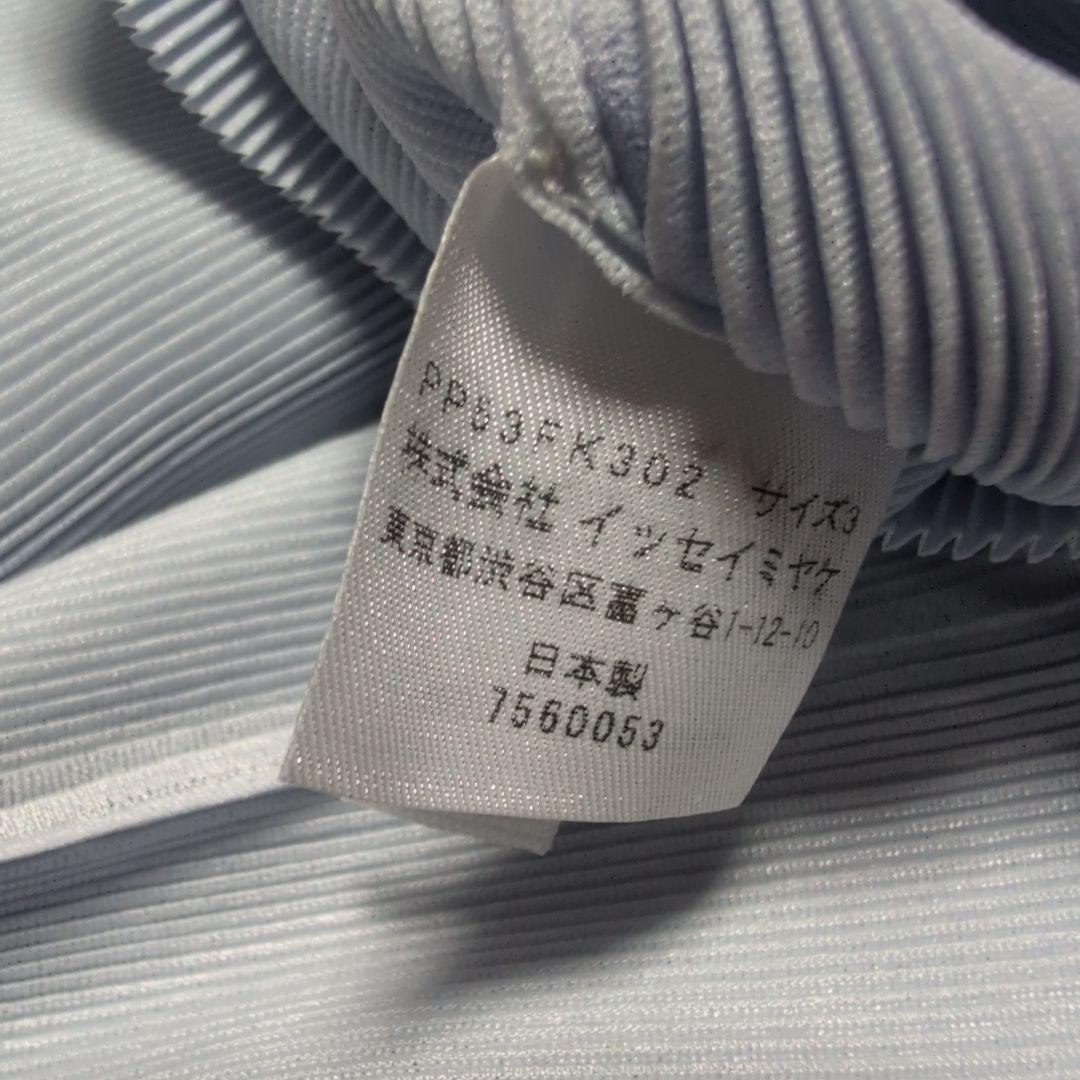 PP53FK302 サイズ3
株式会社 イッセイミヤケ
東京都渋谷区富ヶ谷1-12-10
日本製
7560053